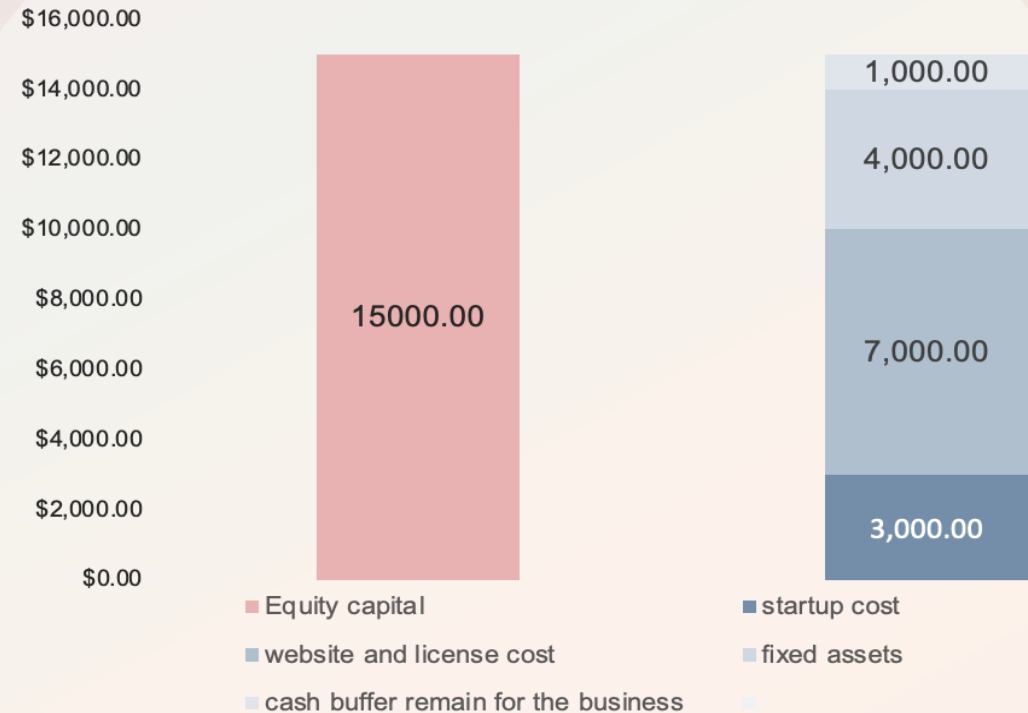 $16,000.00
$14,000.00
$12,000.00
$10,000.00
$8,000.00
$6,000.00
$4,000.00
$2,000.00
$0.00
15000.00
1,000.00
4,000.00
7,000.00
3,000.00
Equity capital
startup cost
website and license cost
fixed assets
cash buffer remain for the business